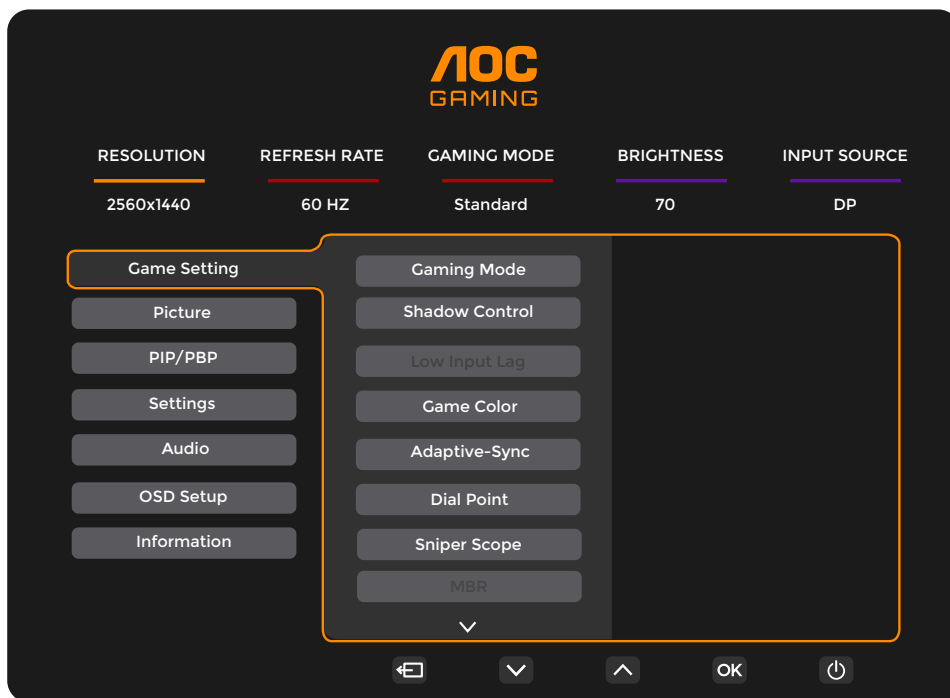 AOC
GAMING
RESOLUTION REFRESH RATE GAMING MODE BRIGHTNESS INPUT SOURCE
2560x1440 60 HZ Standard 70 DP
Game Setting
Picture
PIP/PBP
Settings
Audio
OSD Setup
Information
Gaming Mode
Shadow Control
Low Input Lag
Game Color
Adaptive-Sync
Dial Point
Sniper Scope
MBR
OK